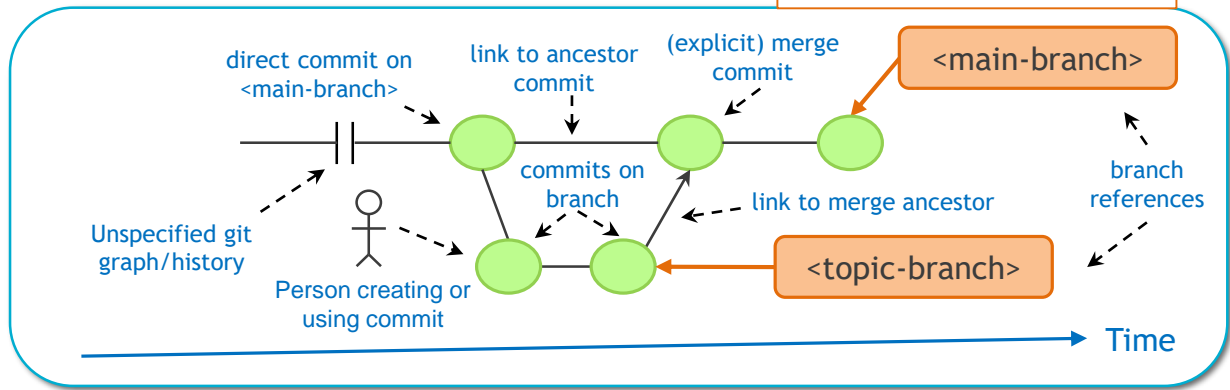 direct commit on
<main-branch>
link to ancestor
commit
(explicit) merge
commit
<main-branch>
commits on
branch
branch
references
link to merge ancestor
Unspecified git
graph/history
<topic-branch>
Person creating or
using commit
Time